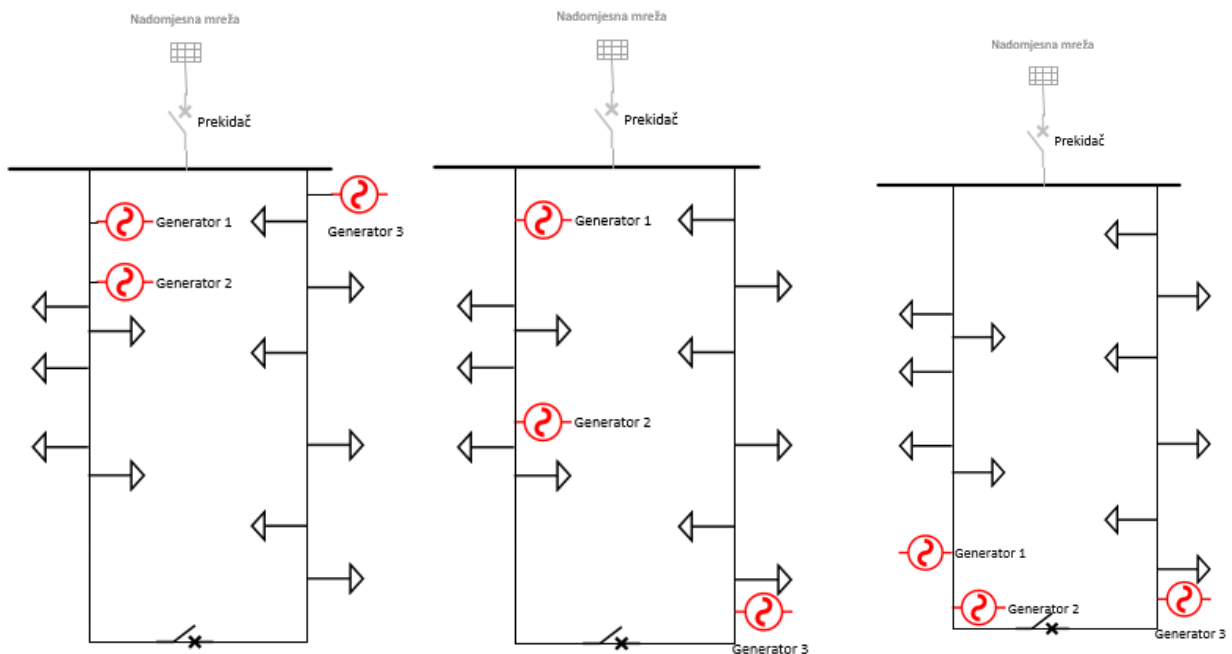 Nadomjesna mreža
Prekidač
Generator 1
Generator 3
Generator 2
Nadomjesna mreža
Prekidač
Generator 1
Generator 2
Generator 3
Nadomjesna mreža
Prekidač
Generator 1
Generator 2
Generator 3